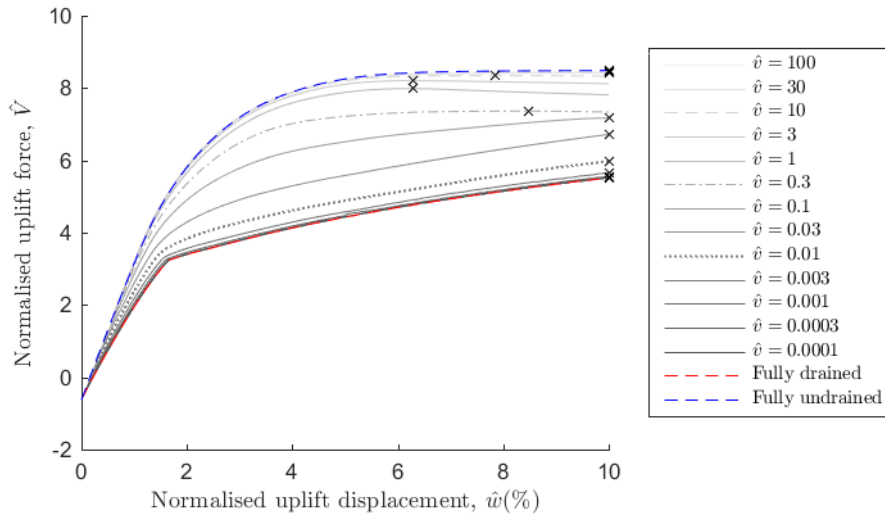 10
8
6
4
2
0
-2
0
2
4
6
8
10
Normalised uplift force, V̂
Normalised uplift displacement, ŵ(%)
v̂ = 100
v̂ = 30
v̂ = 10
v̂ = 3
v̂ = 1
v̂ = 0.3
v̂ = 0.1
v̂ = 0.03
v̂ = 0.01
v̂ = 0.003
v̂ = 0.001
v̂ = 0.0003
v̂ = 0.0001
Fully drained
Fully undrained